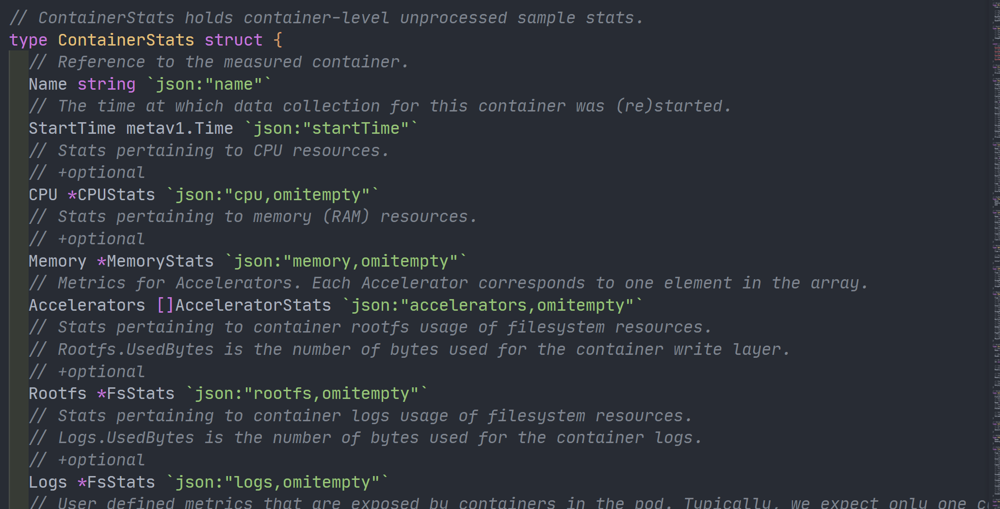 // ContainerStats holds container-level unprocessed sample stats.
type ContainerStats struct {
// Reference to the measured container.
Name string `json:"name"`
// The time at which data collection for this container was (re)started.
StartTime metav1.Time `json:"startTime"`
// Stats pertaining to CPU resources.
// +optional
CPU *CPUStats `json:"cpu,omitempty"`
// Stats pertaining to memory (RAM) resources.
// +optional
Memory *MemoryStats `json:"memory,omitempty"`
// Metrics for Accelerators. Each Accelerator corresponds to one element in the array.
Accelerators []AcceleratorStats `json:"accelerators,omitempty"`
// Stats pertaining to container rootfs usage of filesystem resources.
// Rootfs.UsedBytes is the number of bytes used for the container write layer.
// +optional
Rootfs *FsStats `json:"rootfs,omitempty"`
// Stats pertaining to container logs usage of filesystem resources.
// Logs.UsedBytes is the number of bytes used for the container logs.
// +optional
Logs *FsStats `json:"logs,omitempty"`
// User defined metrics that are exposed by containers in the pod. Typically, we expect only one